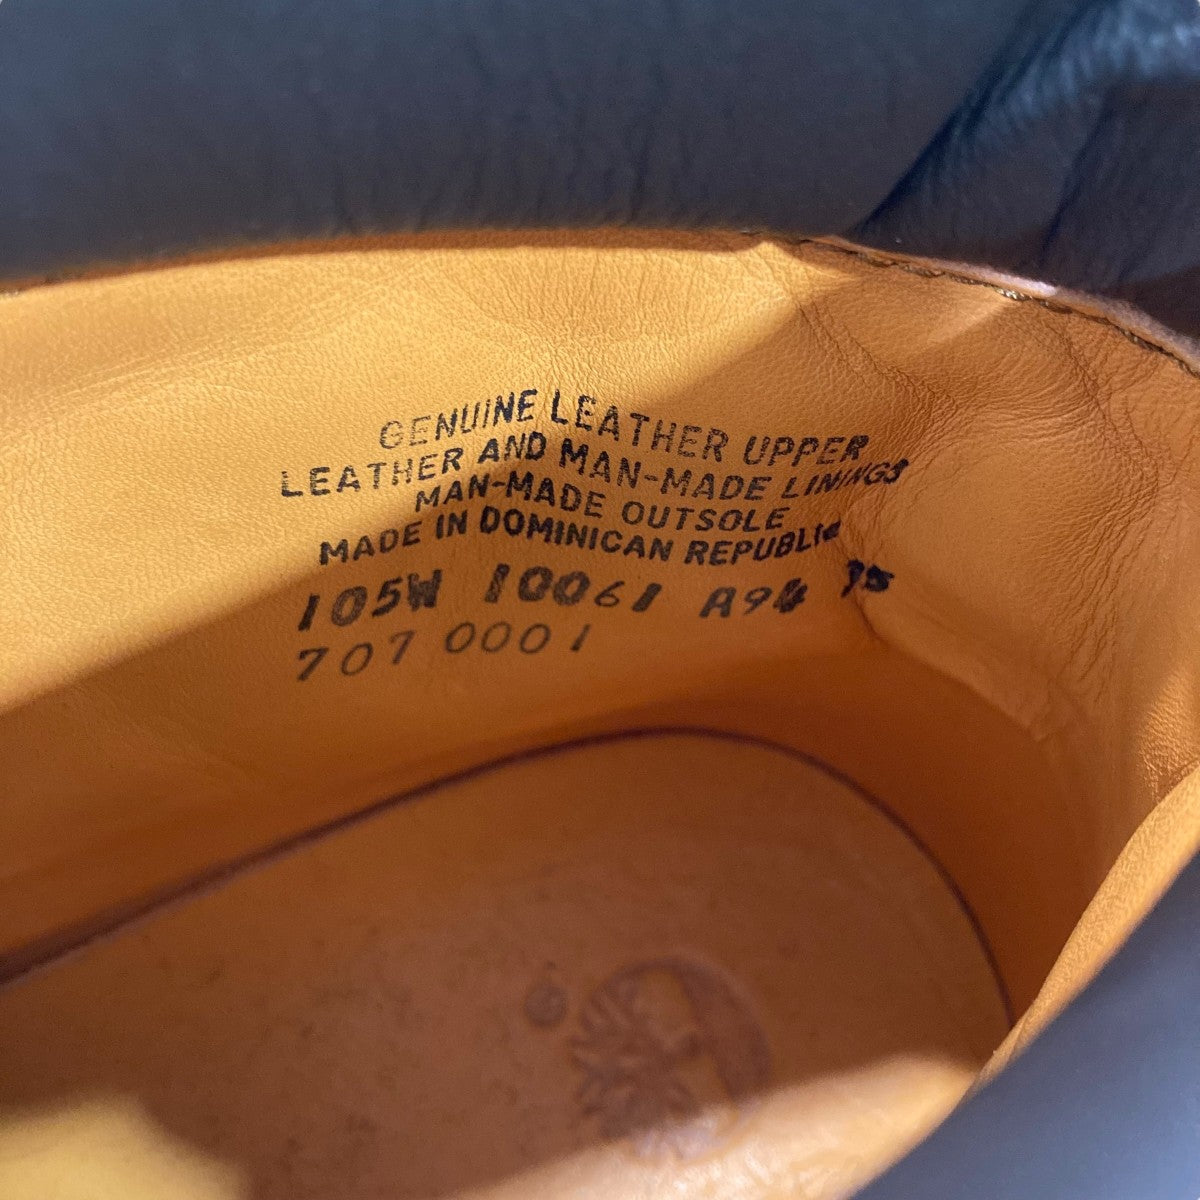 GENUINE LEATHER UPPER
LEATHER AND MAN-MADE LININGS
MAN-MADE OUTSOLE
MADE IN DOMINICAN REPUBLIC
105W 10061 A94 15
707 0001
®